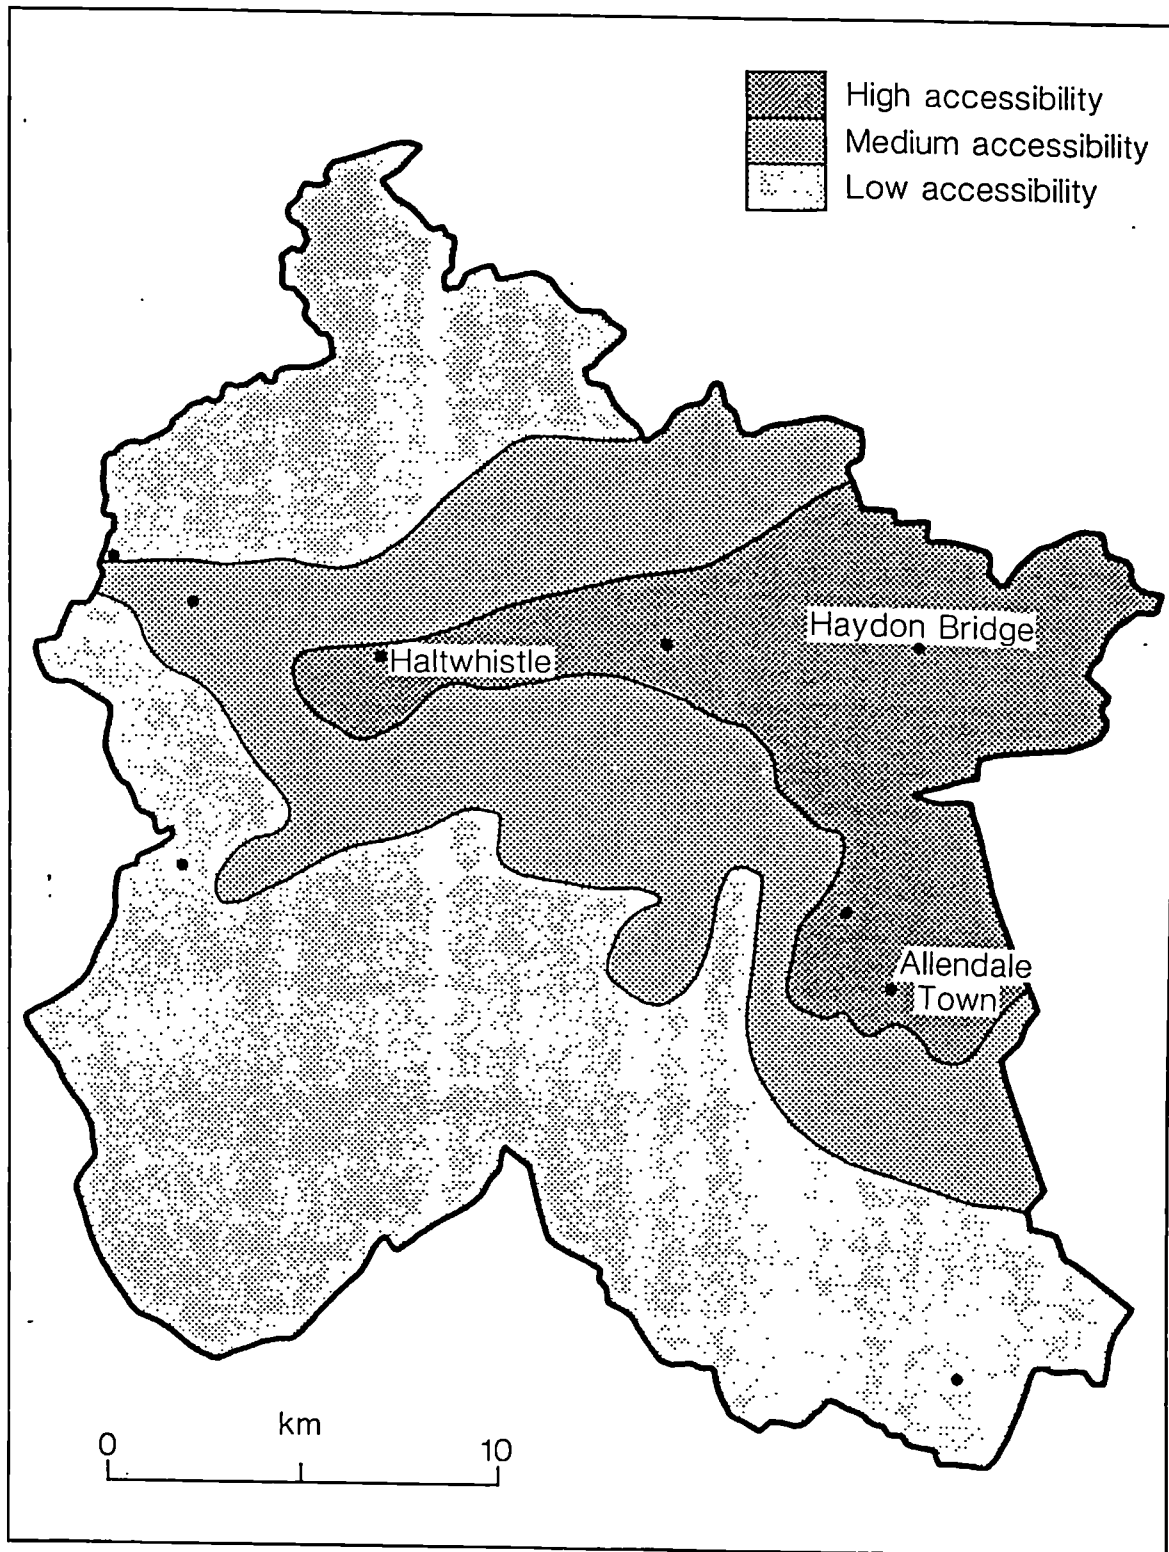 High accessibility
Medium accessibility
Low accessibility
Haydon Bridge
Haltwhistle
Allendale
Town
km
0 10